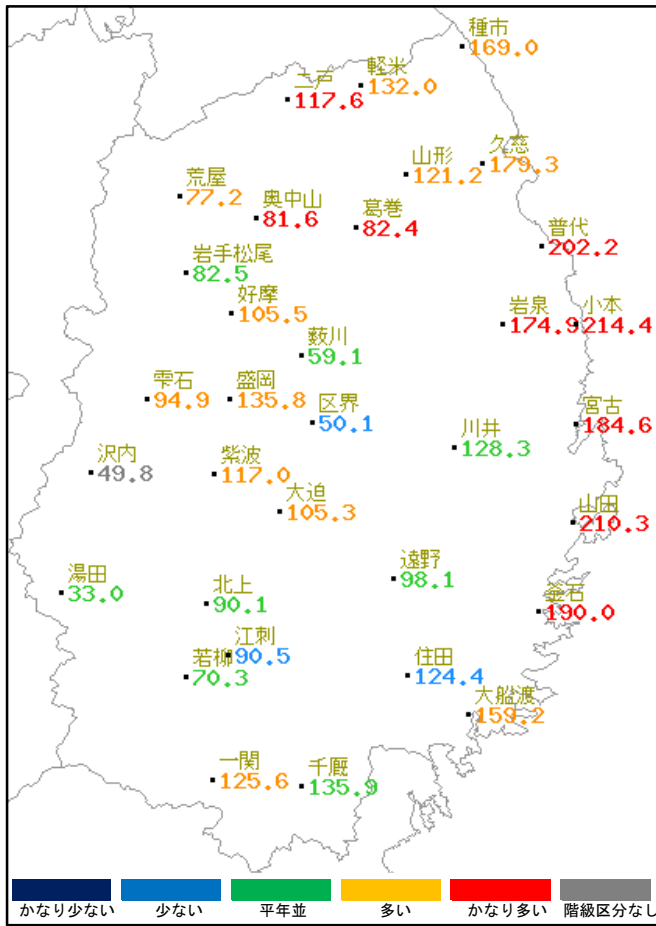 種市
169.0
軽米
132.0
二戸
117.6
久慈
179.3
山形
121.2
荒屋
77.2
奥中山
81.6
葛巻
82.4
普代
202.2
岩手松尾
82.5
好摩
105.5
岩泉
174.9
小本
214.4
薮川
59.1
雫石
94.9
盛岡
135.8
区界
50.1
宮古
184.6
川井
128.3
沢内
49.8
紫波
117.0
大迫
105.3
山田
210.3
湯田
33.0
北上
90.1
遠野
98.1
釜石
190.0
江刺
90.5
若柳
70.3
住田
124.4
大船渡
159.2
一関
125.6
千厩
135.9
かなり少ない 少ない 平年並 多い かなり多い 階級区分なし